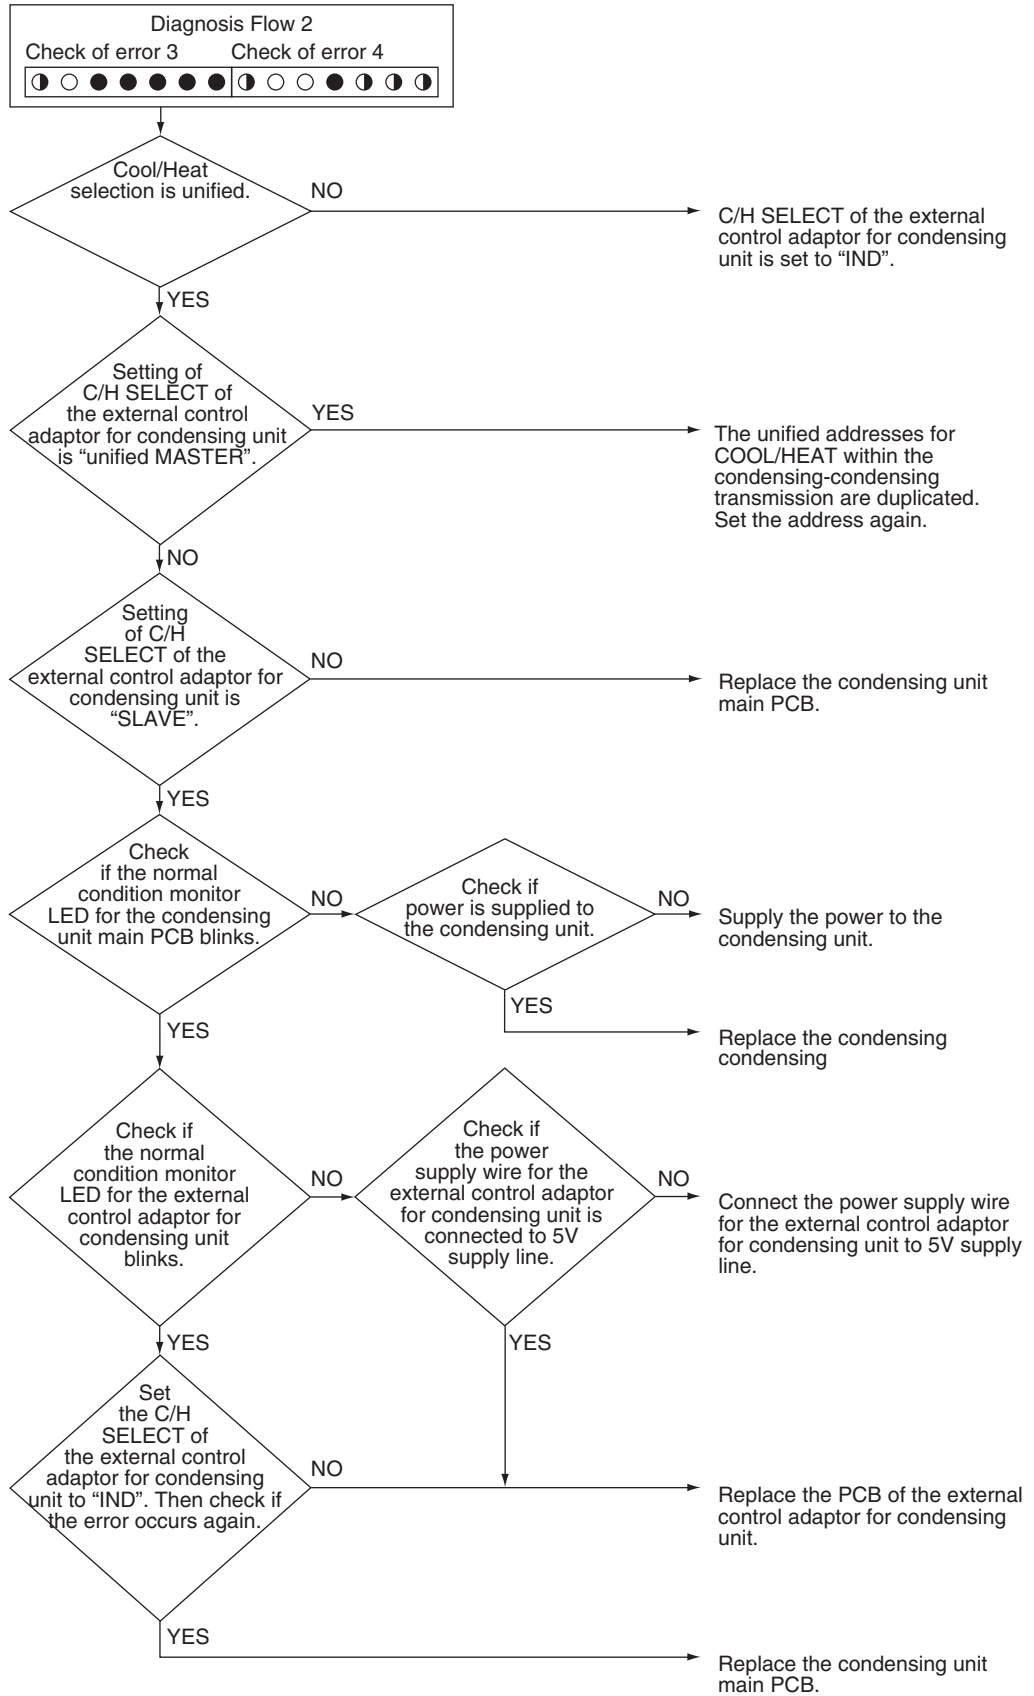 Diagnosis Flow 2
Check of error 3 Check of error 4
Cool/Heat
selection is unified.
NO
C/H SELECT of the external
control adaptor for condensing
unit is set to “IND”.
YES
Setting of
C/H SELECT of
the external control
adaptor for condensing unit
is “unified MASTER”.
YES
The unified addresses for
COOL/HEAT within the
condensing-condensing
transmission are duplicated.
Set the address again.
NO
Setting
of C/H
SELECT of the
external control adaptor for
condensing unit is
“SLAVE”.
NO
Replace the condensing unit
main PCB.
YES
Check
if the normal
condition monitor
LED for the condensing
unit main PCB blinks.
NO
Check if
power is supplied to
the condensing unit.
NO
Supply the power to the
condensing unit.
YES
Replace the condensing
condensing
YES
Check if
the normal
condition monitor
LED for the external
control adaptor for
condensing unit
blinks.
NO
Check if
the power
supply wire for the
external control adaptor
for condensing unit is
connected to 5V
supply line.
NO
Connect the power supply wire
for the external control adaptor
for condensing unit to 5V supply
line.
YES
YES
Set
the C/H
SELECT of
the external control
adaptor for condensing
unit to “IND”. Then check if
the error occurs again.
NO
Replace the PCB of the external
control adaptor for condensing
unit.
YES
Replace the condensing unit
main PCB.